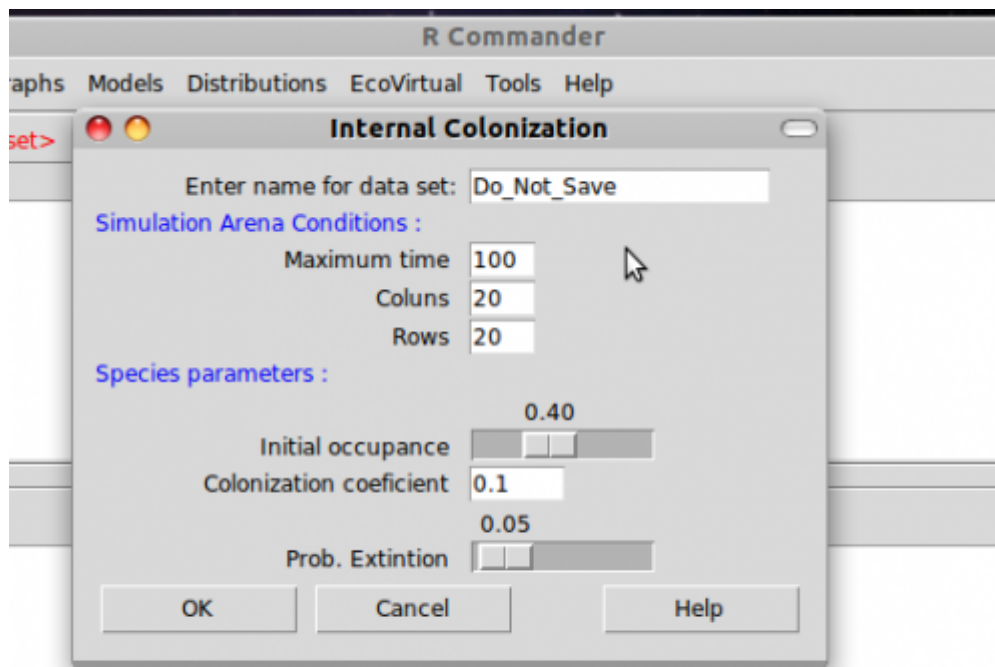 R Commander
aphs Models Distributions EcoVirtual Tools Help
set>
Internal Colonization
Enter name for data set: Do_Not_Save
Simulation Arena Conditions :
Maximum time 100
Coluns 20
Rows 20
Species parameters :
0.40
Initial occupance
Colonization coeficient 0.1
0.05
Prob. Extintion
OK Cancel Help